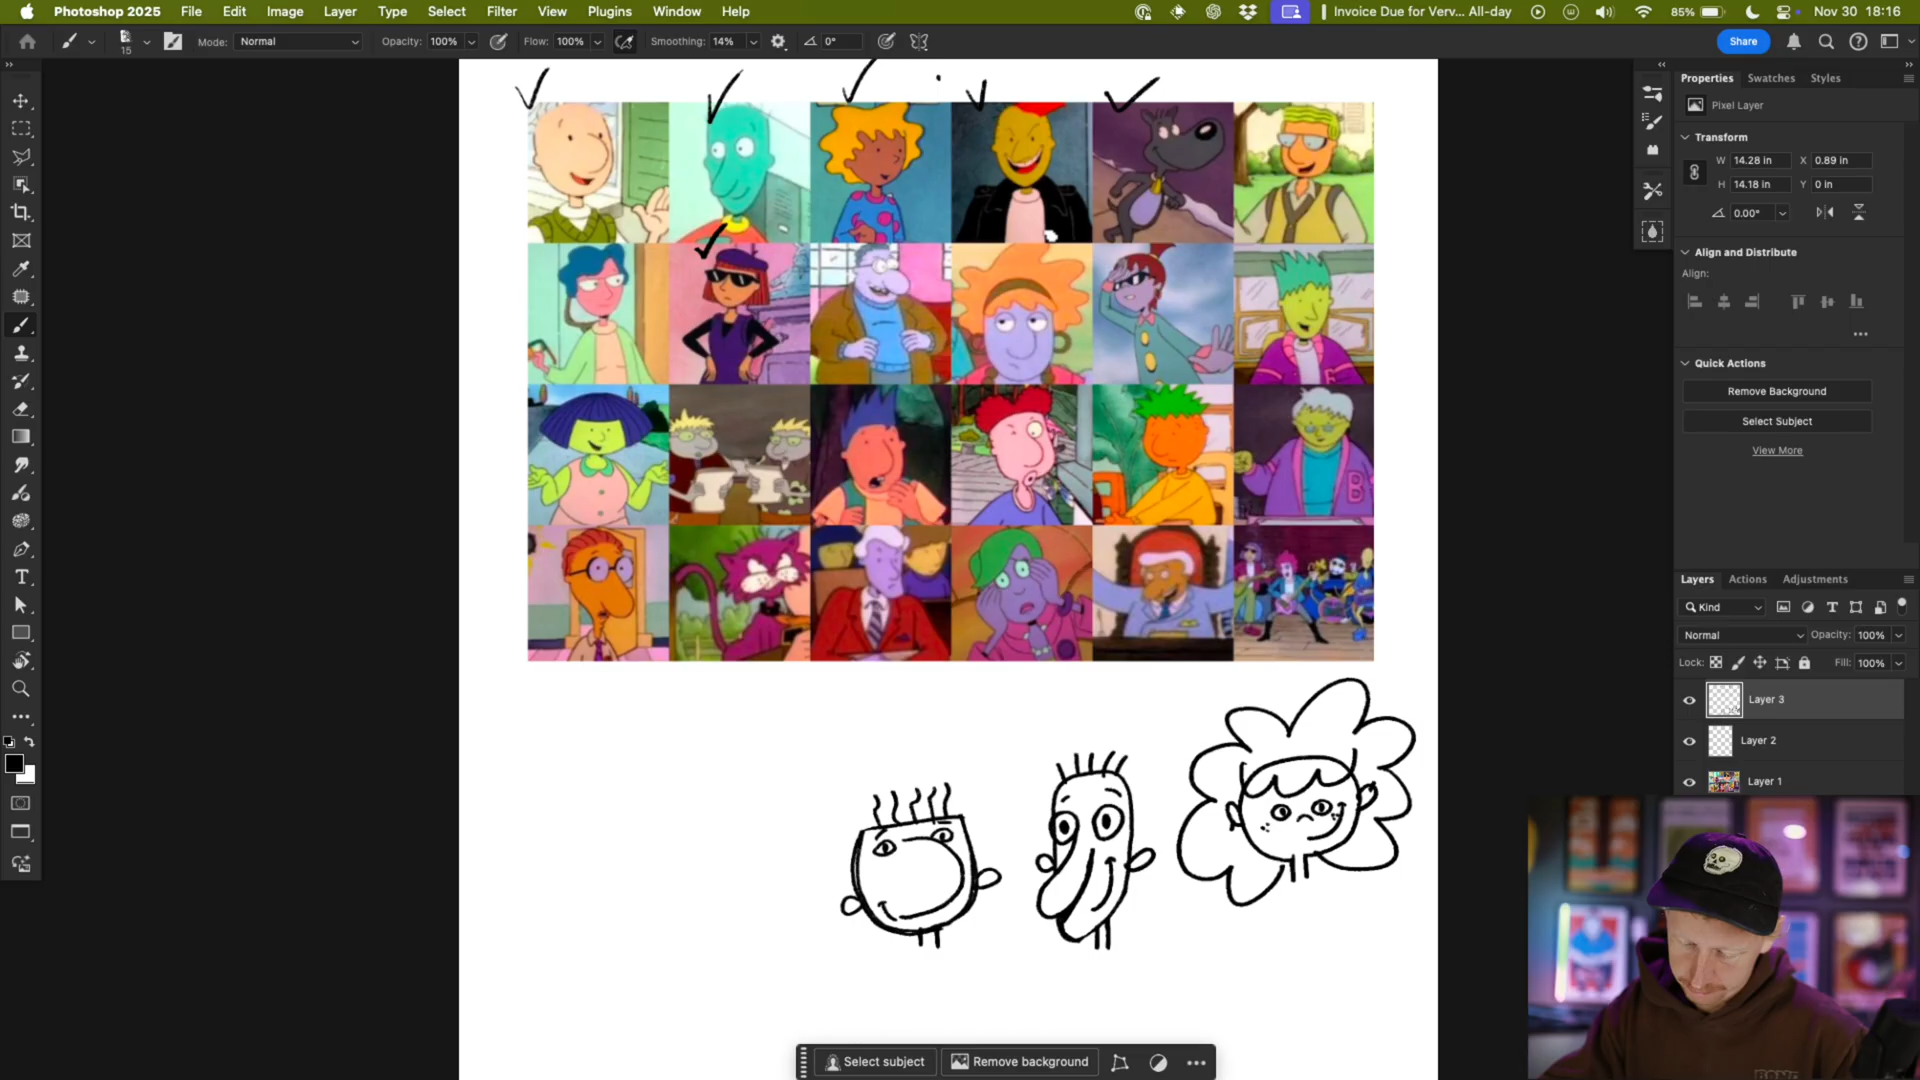 Photoshop 2025 File Edit Image Layer Type Select Filter View Plugins Window Help Invoice Due for Verv... All-day 85% Nov 30 18:16
15 Mode: Normal Opacity: 100% Flow: 100% Smoothing: 14% 0° Share
Properties Swatches Styles
Pixel Layer
Transform
W 14.28 in X 0.89 in
H 14.18 in Y 0 in
0.00°
Align and Distribute
Align:
Quick Actions
Remove Background
Select Subject
View More
Layers Actions Adjustments
Kind
Normal Opacity: 100%
Lock: Fill: 100%
Layer 3
Layer 2
Layer 1
B
Select subject Remove background